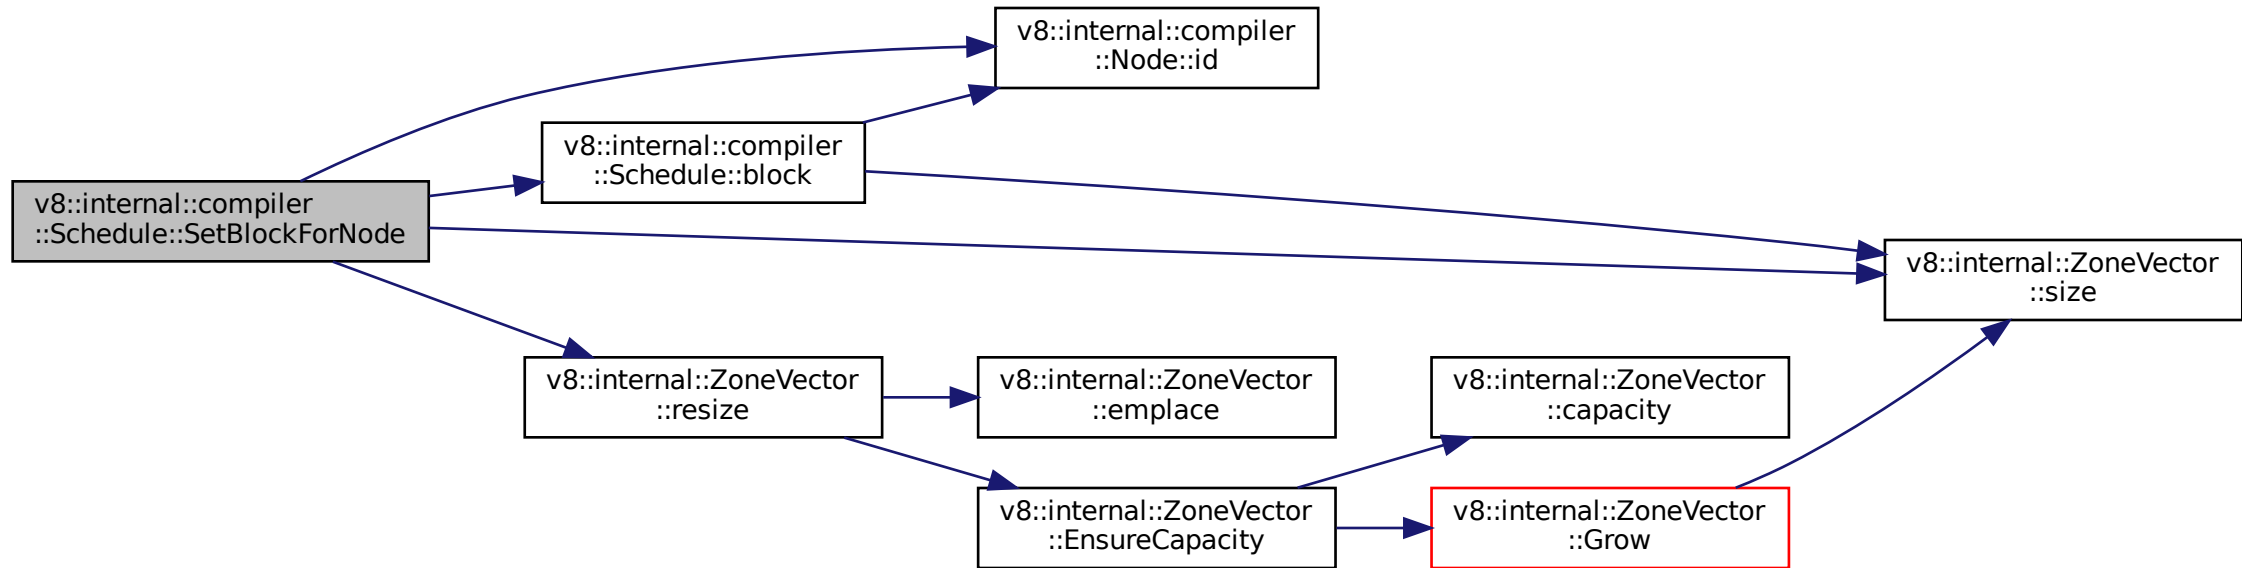 v8::internal::compiler
::Schedule::SetBlockForNode
v8::internal::compiler
::Node::id
v8::internal::compiler
::Schedule::block
v8::internal::ZoneVector
::size
v8::internal::ZoneVector
::resize
v8::internal::ZoneVector
::emplace
v8::internal::ZoneVector
::EnsureCapacity
v8::internal::ZoneVector
::capacity
v8::internal::ZoneVector
::Grow